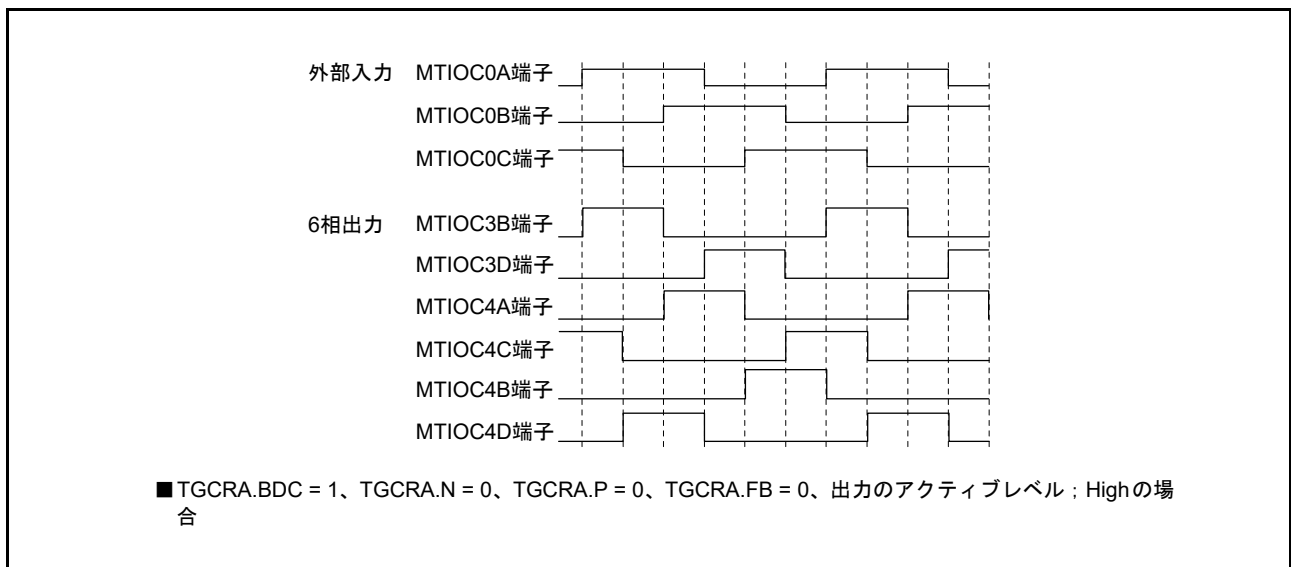 外部入力 MTIOC0A端子
MTIOC0B端子
MTIOC0C端子
6相出力 MTIOC3B端子
MTIOC3D端子
MTIOC4A端子
MTIOC4C端子
MTIOC4B端子
MTIOC4D端子
■TGCRA.BDC = 1、TGCRA.N = 0、TGCRA.P = 0、TGCRA.FB = 0、出力のアクティブレベル；Highの場
合